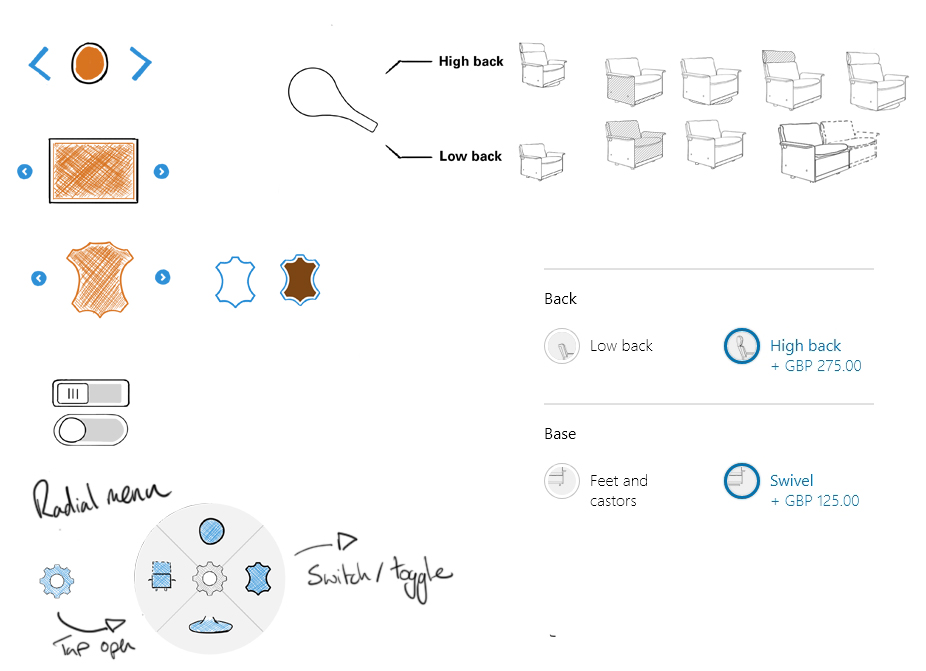 High back
Low back
Back
Low back
High back
+ GBP 275.00
Base
Feet and
castors
Swivel
+ GBP 125.00
Radial menu
Switch / toggle
Tap open